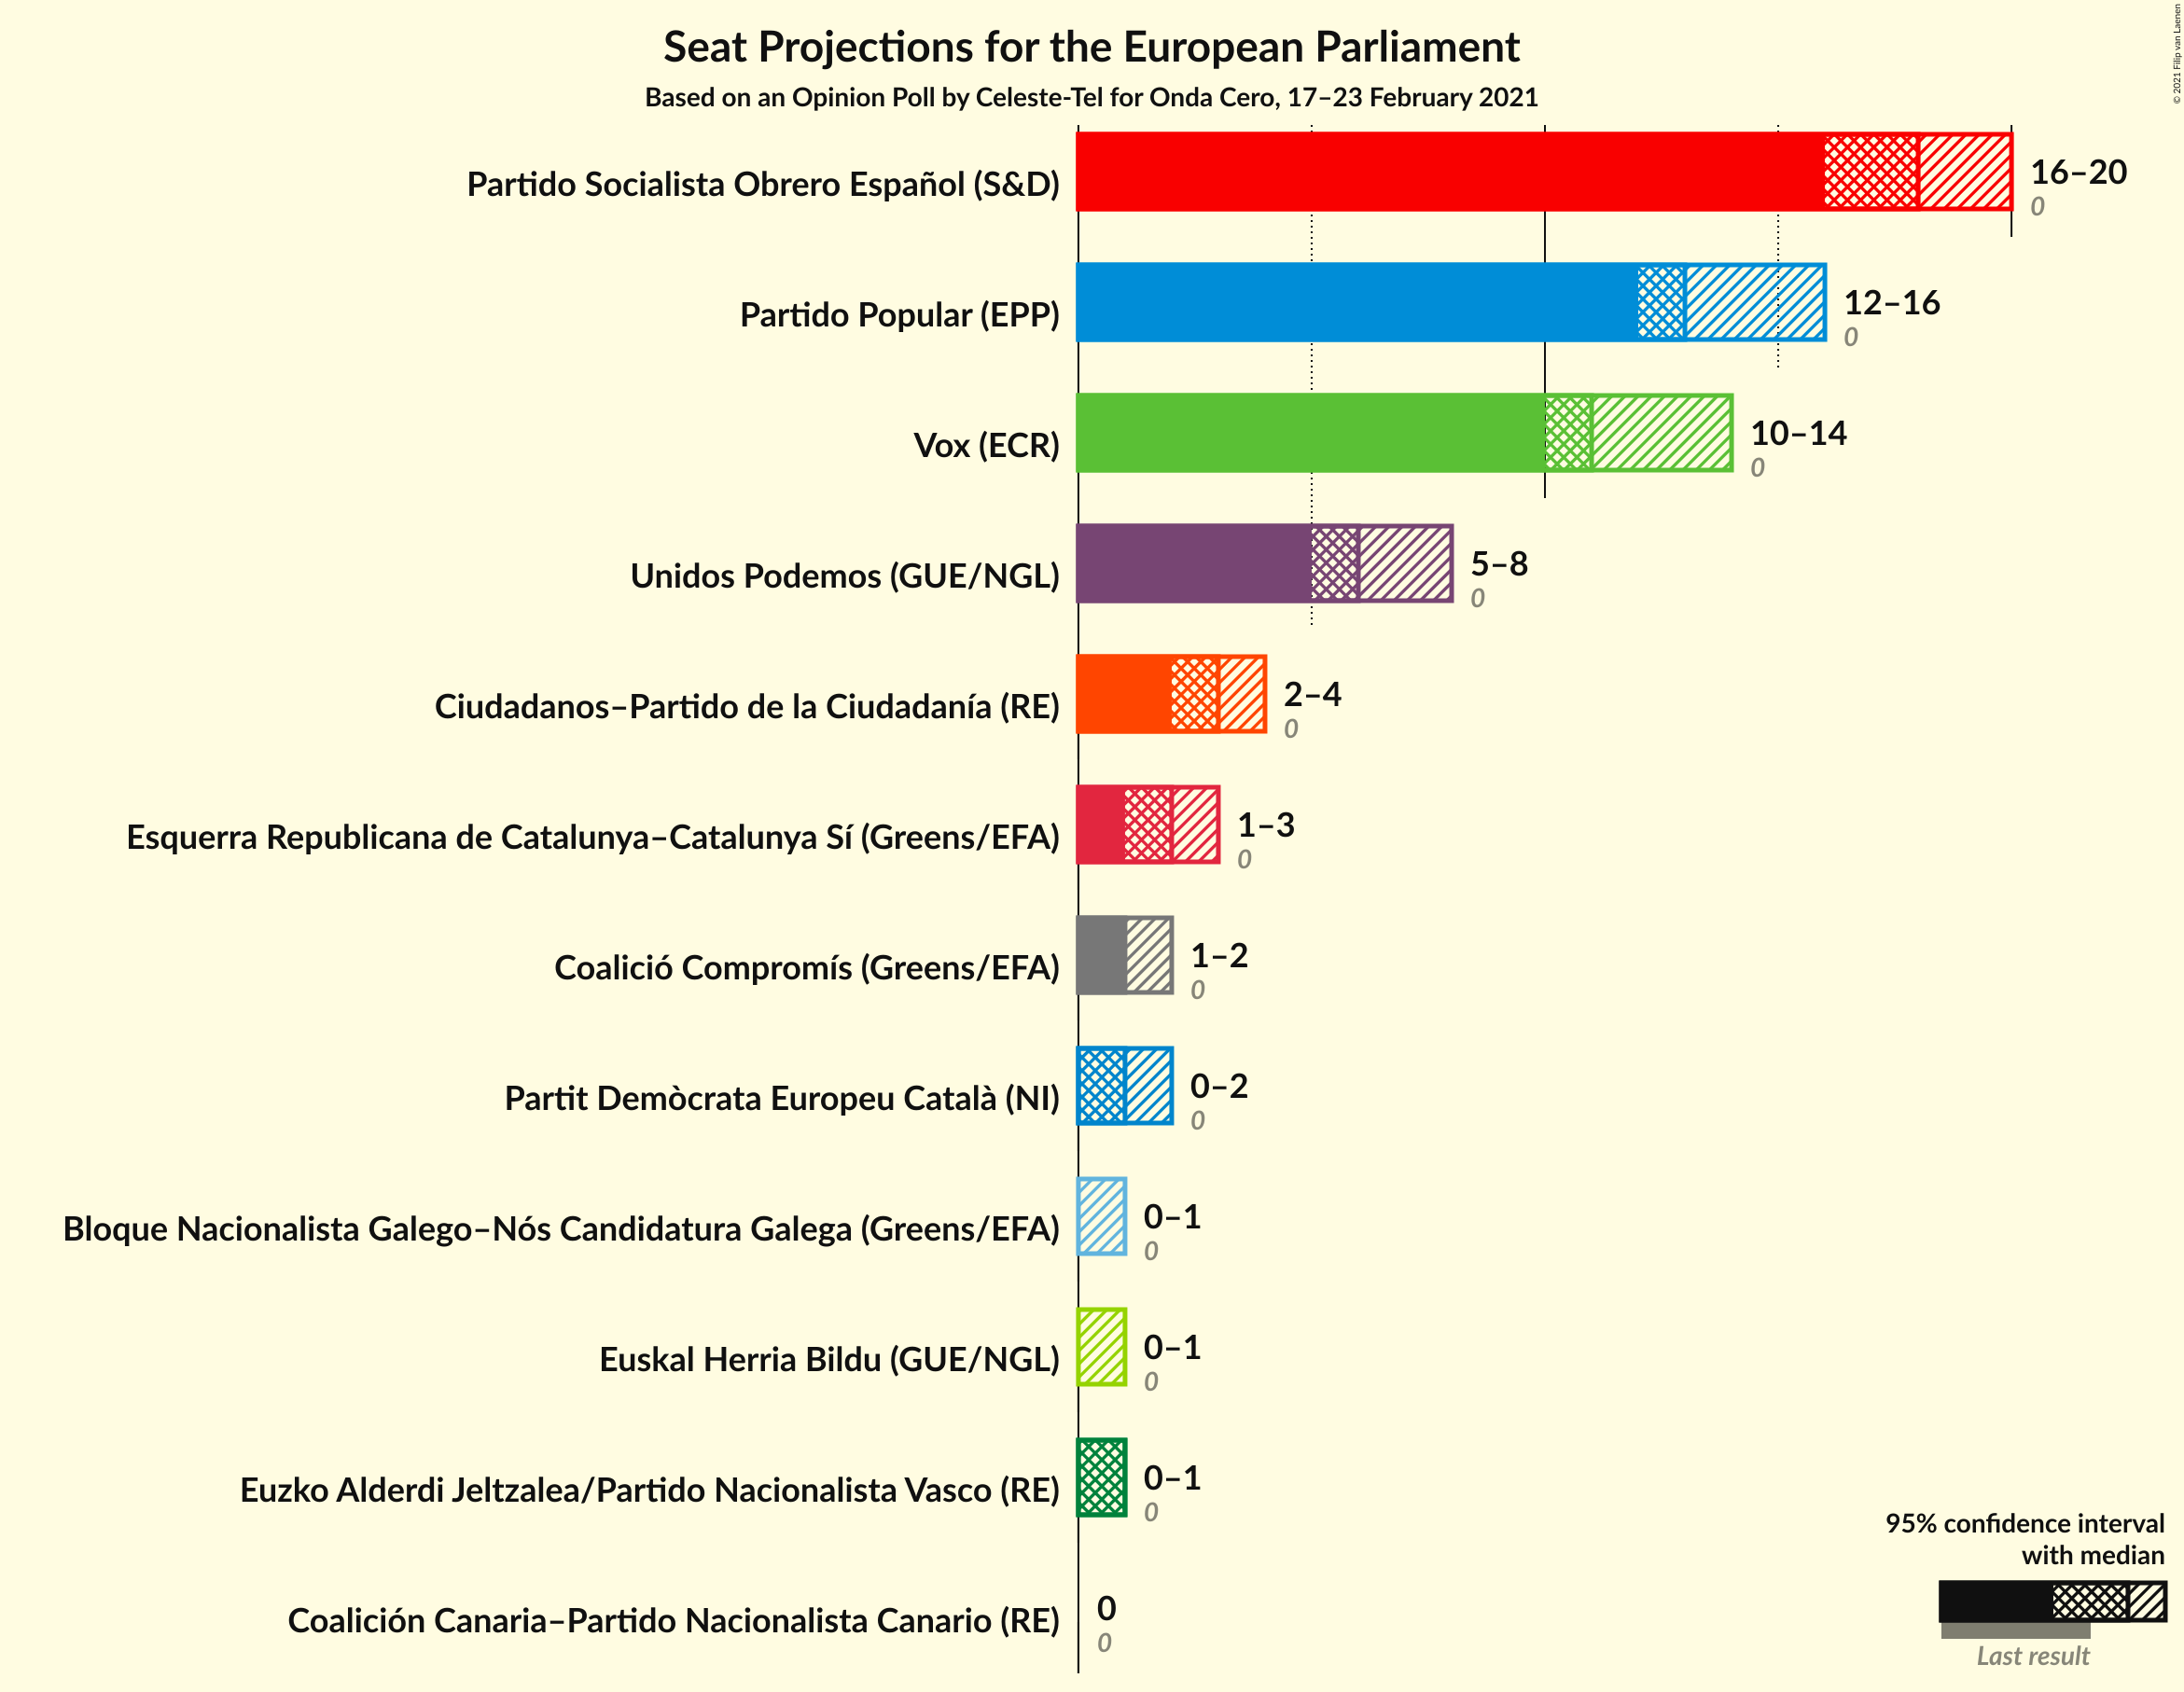 Seat Projections for the European Parliament
Based on an Opinion Poll by Celeste-Tel for Onda Cero, 17–23 February 2021
© 2021 Filip van Laenen
Partido Socialista Obrero Español (S&D)
16–20
0
Partido Popular (EPP)
12–16
0
Vox (ECR)
10–14
0
Unidos Podemos (GUE/NGL)
5–8
0
Ciudadanos–Partido de la Ciudadanía (RE)
2–4
0
Esquerra Republicana de Catalunya–Catalunya Sí (Greens/EFA)
1–3
0
Coalició Compromís (Greens/EFA)
1–2
0
Partit Demòcrata Europeu Català (NI)
0–2
0
Bloque Nacionalista Galego–Nós Candidatura Galega (Greens/EFA)
0–1
0
Euskal Herria Bildu (GUE/NGL)
0–1
0
Euzko Alderdi Jeltzalea/Partido Nacionalista Vasco (RE)
0–1
0
Coalición Canaria–Partido Nacionalista Canario (RE)
0
0
95% confidence interval
with median
Last result